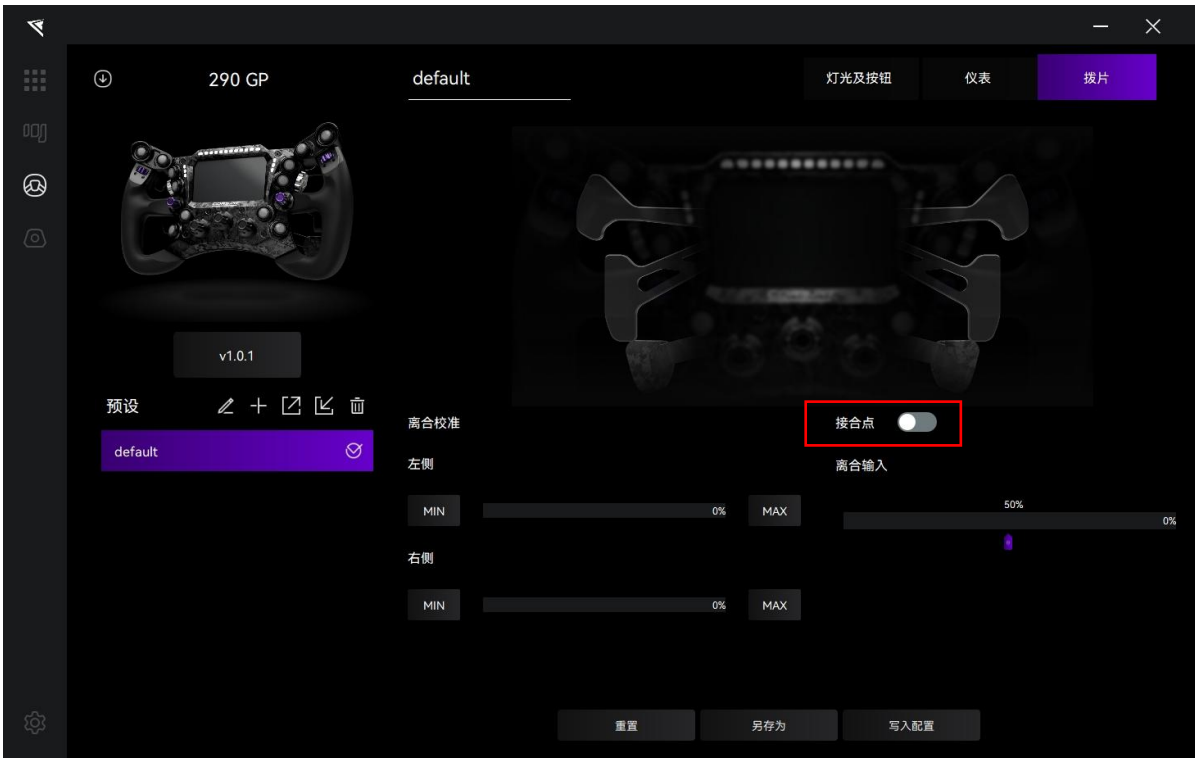 290 GP
default
灯光及按钮
仪表
拨片
v1.0.1
预设
default
离合校准
接合点
左侧
离合输入
MIN
0%
MAX
50%
0%
右侧
MIN
0%
MAX
重置
另存为
写入配置